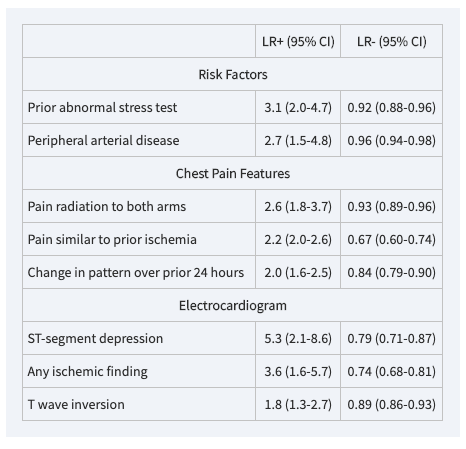 LR+ (95% CI) LR- (95% CI)
Risk Factors
Prior abnormal stress test 3.1 (2.0-4.7) 0.92 (0.88-0.96)
Peripheral arterial disease 2.7 (1.5-4.8) 0.96 (0.94-0.98)
Chest Pain Features
Pain radiation to both arms 2.6 (1.8-3.7) 0.93 (0.89-0.96)
Pain similar to prior ischemia 2.2 (2.0-2.6) 0.67 (0.60-0.74)
Change in pattern over prior 24 hours 2.0 (1.6-2.5) 0.84 (0.79-0.90)
Electrocardiogram
ST-segment depression 5.3 (2.1-8.6) 0.79 (0.71-0.87)
Any ischemic finding 3.6 (1.6-5.7) 0.74 (0.68-0.81)
T wave inversion 1.8 (1.3-2.7) 0.89 (0.86-0.93)